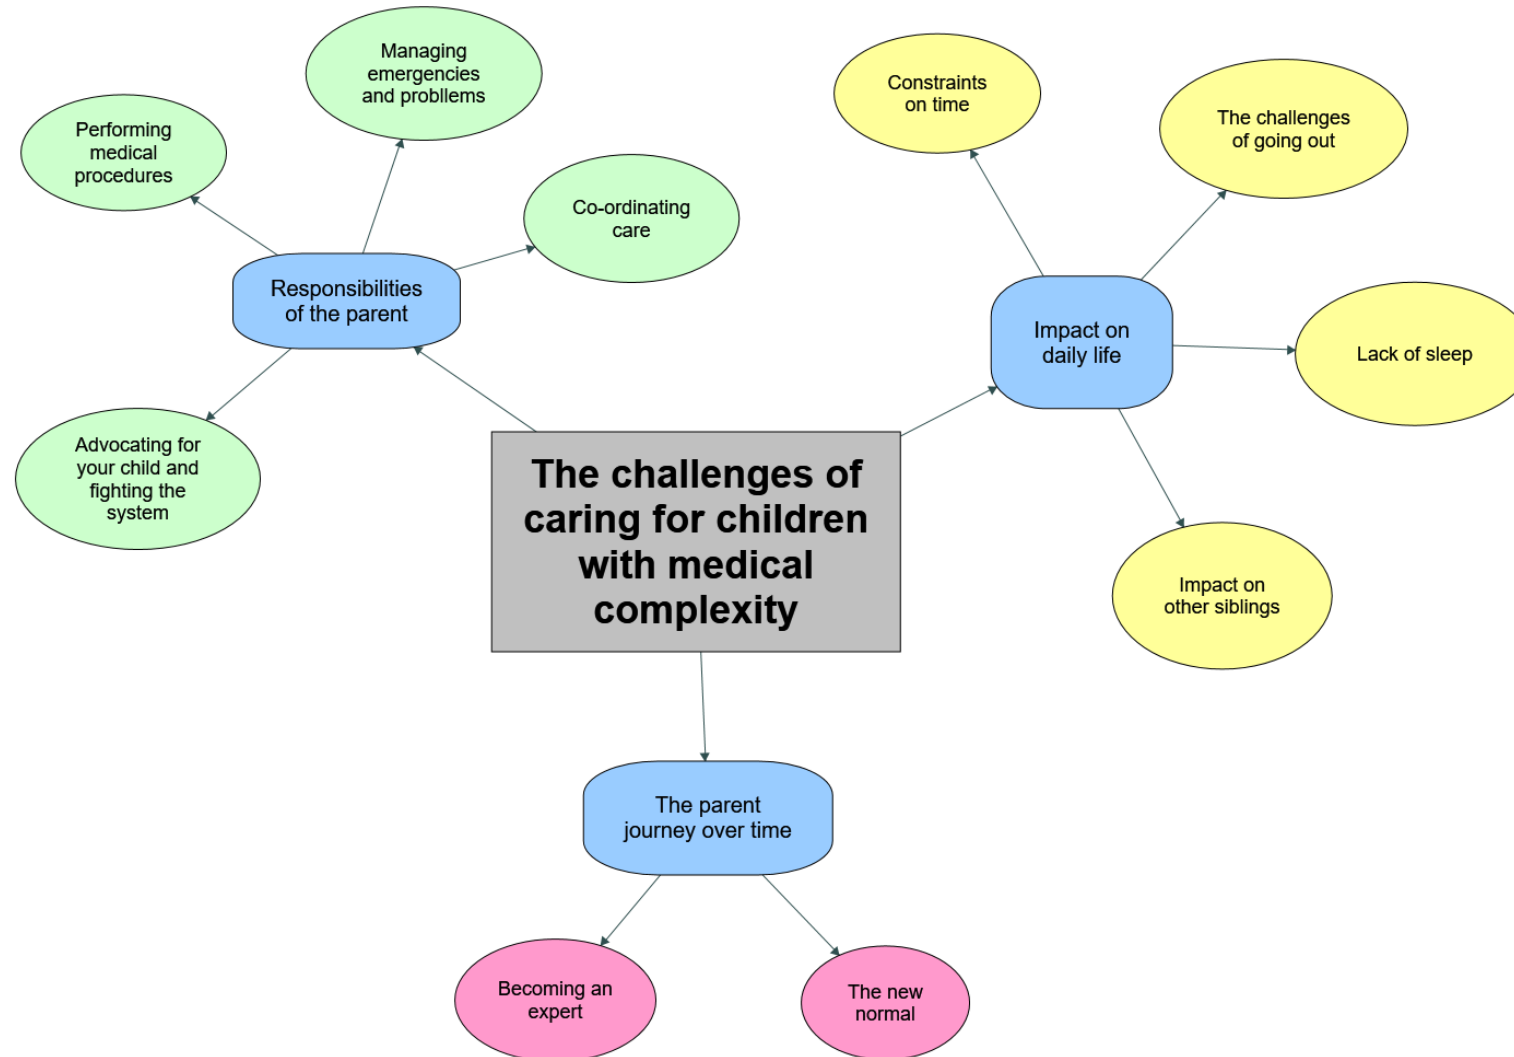 Managing
emergencies
and probllems
Performing
medical
procedures
Co-ordinating
care
Responsibilities
of the parent
Advocating for
your child and
fighting the
system
Constraints
on time
The challenges
of going out
Impact on
daily life
Lack of sleep
Impact on
other siblings
The challenges of
caring for children
with medical
complexity
The parent
journey over time
Becoming an
expert
The new
normal